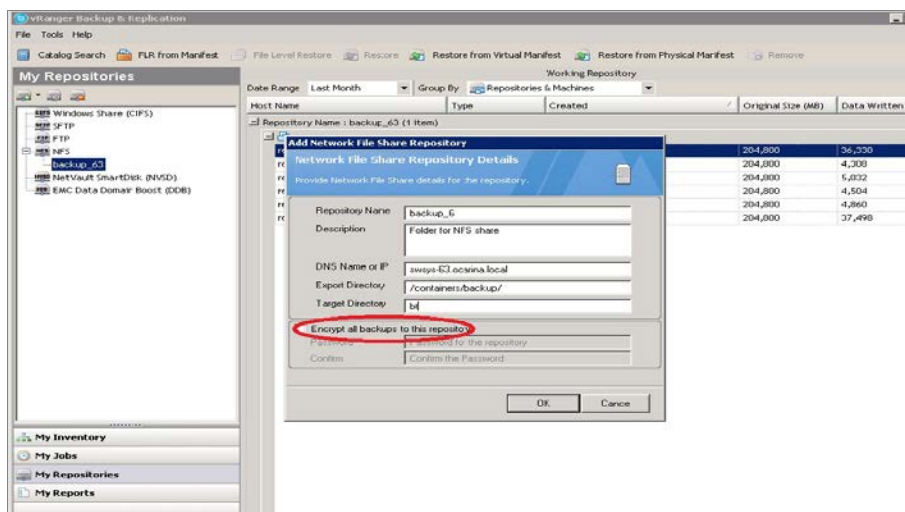 vRanger Backup & Replication
File Tools Help
Catalog Search FLR from Manifest File Level Restore Restore Restore from Virtual Manifest Restore from Physical Manifest Remove
My Repositories
Working Repository
Date Range Last Month Group By Repositories & Machines
Host Name Type Created Original Size (MB) Data Written
Windows Share (CIFS)
SFTP
FTP
NFS
backup_63
NetVault SmartDisk (NVSD)
EMC Data Domain Boost (DDB)
Repository Name : backup_63 (1 item)
204,800 36,330
204,800 4,308
204,800 5,032
204,800 4,504
204,800 4,860
204,800 37,498
Add Network File Share Repository
Network File Share Repository Details
Provide Network File Share details for the repository.
Repository Name backup_6
Description Folder for NFS share
DNS Name or IP swsys-63.ocarina.local
Export Directory /containers/backup/
Target Directory
Encrypt all backups to this repository
Password Password for the repository
Confirm Confirm the Password
OK Cance
My Inventory
My Jobs
My Repositories
My Reports